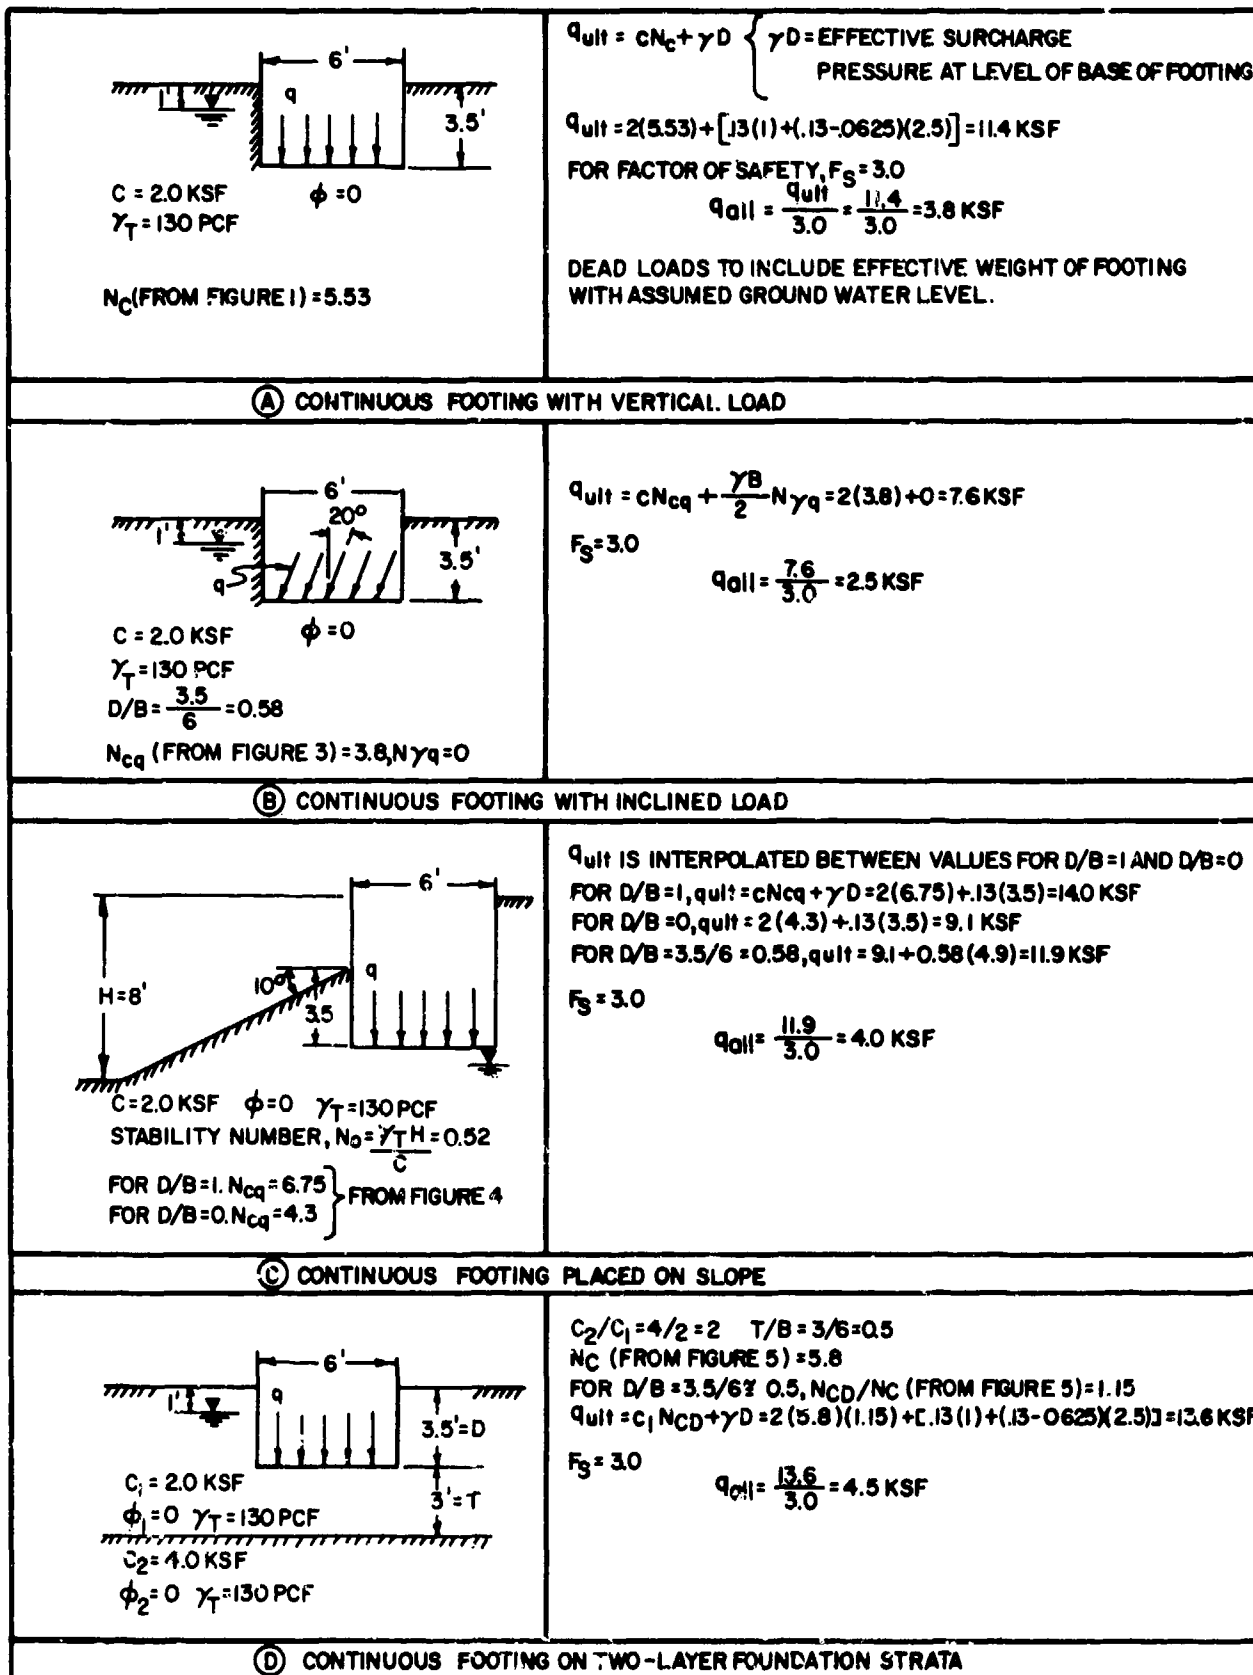 6'
1'
q
3.5'
C = 2.0 KSF φ = 0
γT = 130 PCF
NC (FROM FIGURE 1) = 5.53
qult = cNc + γD { γD = EFFECTIVE SURCHARGE
PRESSURE AT LEVEL OF BASE OF FOOTING
qult = 2(5.53) + [.13(1) + (.13-.0625)(2.5)] = 11.4 KSF
FOR FACTOR OF SAFETY, FS = 3.0
qall = qult/3.0 = 11.4/3.0 = 3.8 KSF
DEAD LOADS TO INCLUDE EFFECTIVE WEIGHT OF FOOTING
WITH ASSUMED GROUND WATER LEVEL.
Ⓐ CONTINUOUS FOOTING WITH VERTICAL LOAD
6'
20°
1'
q
3.5'
C = 2.0 KSF φ = 0
γT = 130 PCF
D/B = 3.5/6 = 0.58
Ncq (FROM FIGURE 3) = 3.8, Nγq = 0
qult = cNcq + γB/2 Nγq = 2(3.8) + 0 = 7.6 KSF
FS = 3.0
qall = 7.6/3.0 = 2.5 KSF
Ⓑ CONTINUOUS FOOTING WITH INCLINED LOAD
6'
H = 8'
10°
q
3.5
C = 2.0 KSF φ = 0 γT = 130 PCF
STABILITY NUMBER, No = γT H/C = 0.52
FOR D/B = 1. Ncq = 6.75
FOR D/B = 0. Ncq = 4.3
} FROM FIGURE 4
qult IS INTERPOLATED BETWEEN VALUES FOR D/B = 1 AND D/B = 0
FOR D/B = 1, qult = cNcq + γD = 2(6.75) + .13(3.5) = 14.0 KSF
FOR D/B = 0, qult = 2(4.3) + .13(3.5) = 9.1 KSF
FOR D/B = 3.5/6 = 0.58, qult = 9.1 + 0.58(4.9) = 11.9 KSF
FS = 3.0
qall = 11.9/3.0 = 4.0 KSF
Ⓒ CONTINUOUS FOOTING PLACED ON SLOPE
6'
1'
q
3.5' = D
3' = T
C1 = 2.0 KSF
φ1 = 0 γT = 130 PCF
C2 = 4.0 KSF
φ2 = 0 γT = 130 PCF
C2/C1 = 4/2 = 2 T/B = 3/6 = 0.5
NC (FROM FIGURE 5) = 5.8
FOR D/B = 3.5/6 ≅ 0.5, NCD/NC (FROM FIGURE 5) = 1.15
qult = c1 NCD + γD = 2(5.8)(1.15) + [.13(1) + (.13-.0625)(2.5)] = 13.6 KSF
FS = 3.0
qall = 13.6/3.0 = 4.5 KSF
Ⓓ CONTINUOUS FOOTING ON TWO-LAYER FOUNDATION STRATA